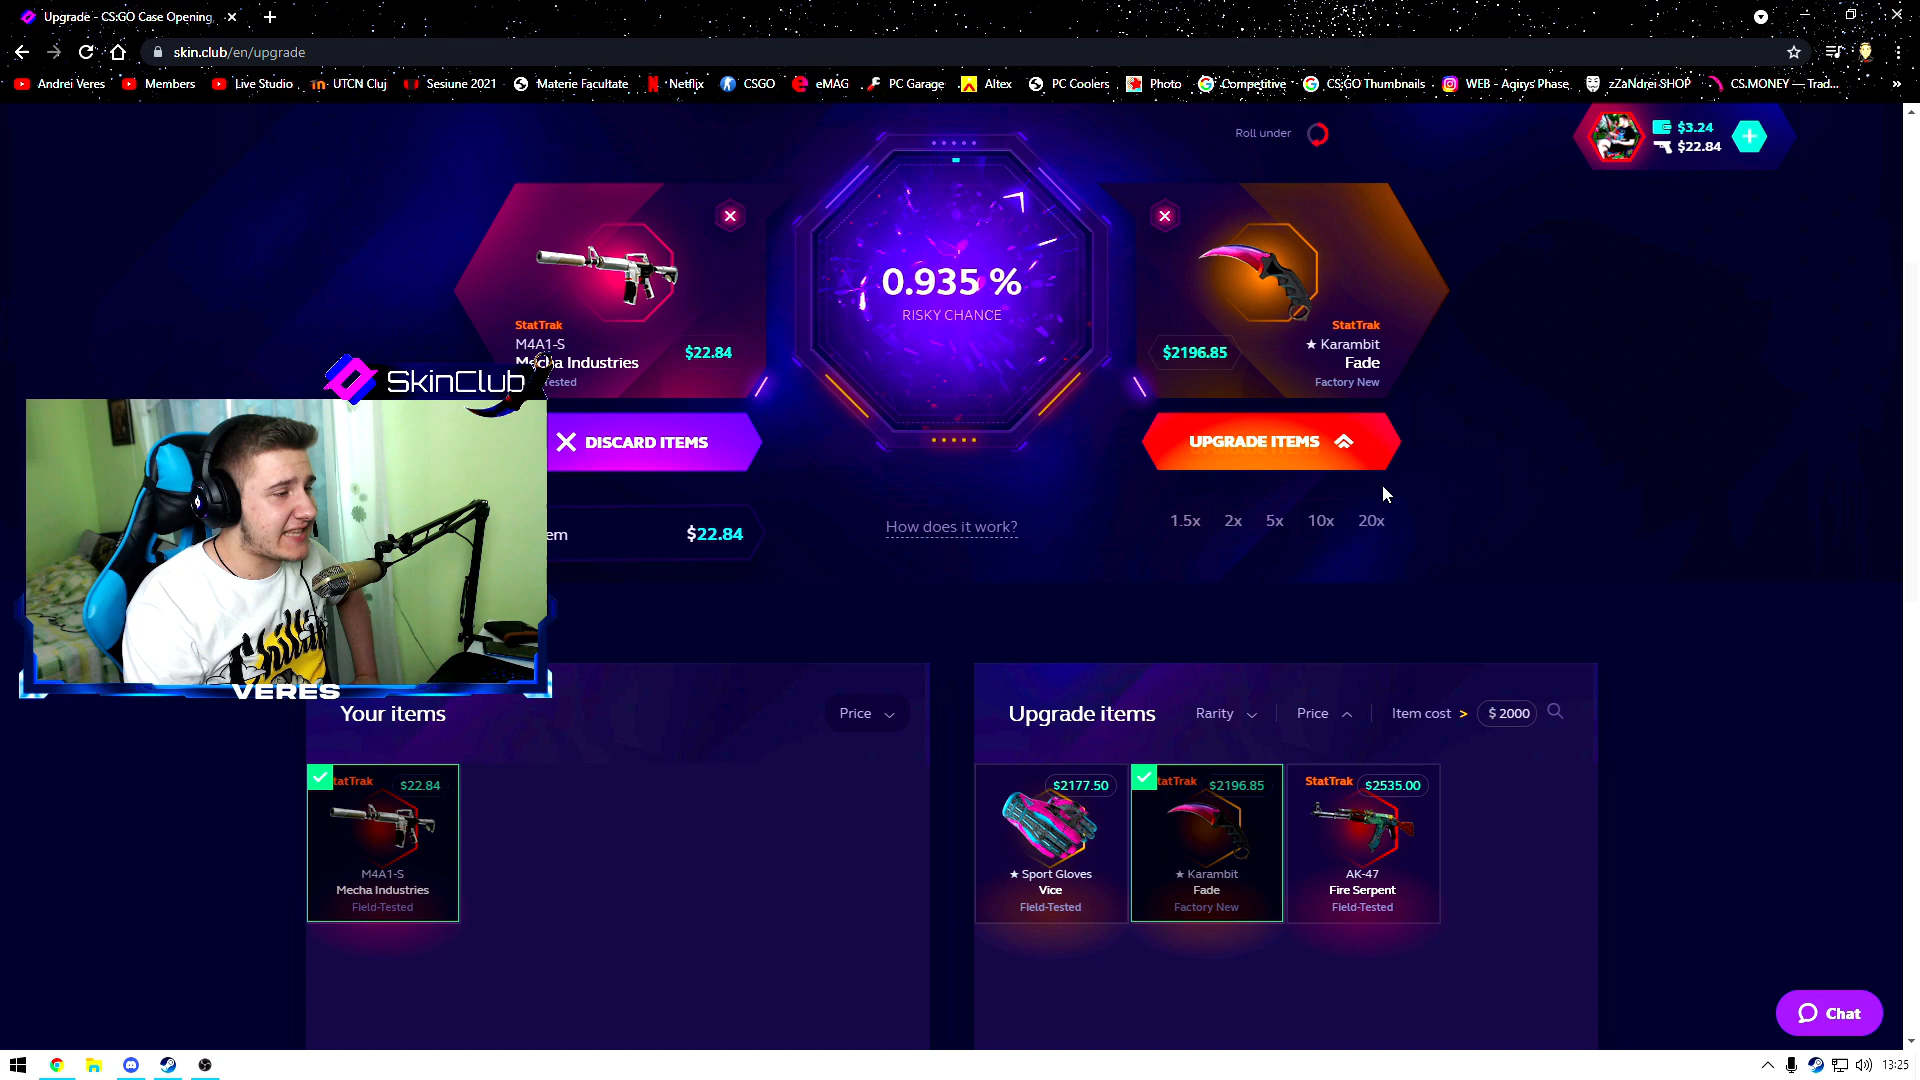 Upgrade - CS:GO Case Opening
skin.club/en/upgrade
Andrei Veres
Members
Live Studio
UTCN Cluj
Sesiune 2021
Materie Facultate
Netflix
CSGO
eMAG
PC Garage
Altex
PC Coolers
Photo
Competitive
CS:GO Thumbnails
WEB - Aqirys Phase
zZaNdrei SHOP
CS.MONEY — Trad...
»
Roll under
$3.24
$22.84
0.935 %
RISKY CHANCE
StatTrak
M4A1-S
Mecha Industries
$22.84
StatTrak
★ Karambit
Fade
Factory New
$2196.85
SkinClub
DISCARD ITEMS
UPGRADE ITEMS
$22.84
How does it work?
1.5x 2x 5x 10x 20x
VERES
Your items
Price
Upgrade items
Rarity
Price
Item cost > $ 2000
tatTrak
$22.84
M4A1-S
Mecha Industries
Field-Tested
$2177.50
★ Sport Gloves
Vice
Field-Tested
tatTrak
$2196.85
★ Karambit
Fade
Factory New
StatTrak
$2535.00
AK-47
Fire Serpent
Field-Tested
Chat
13:25